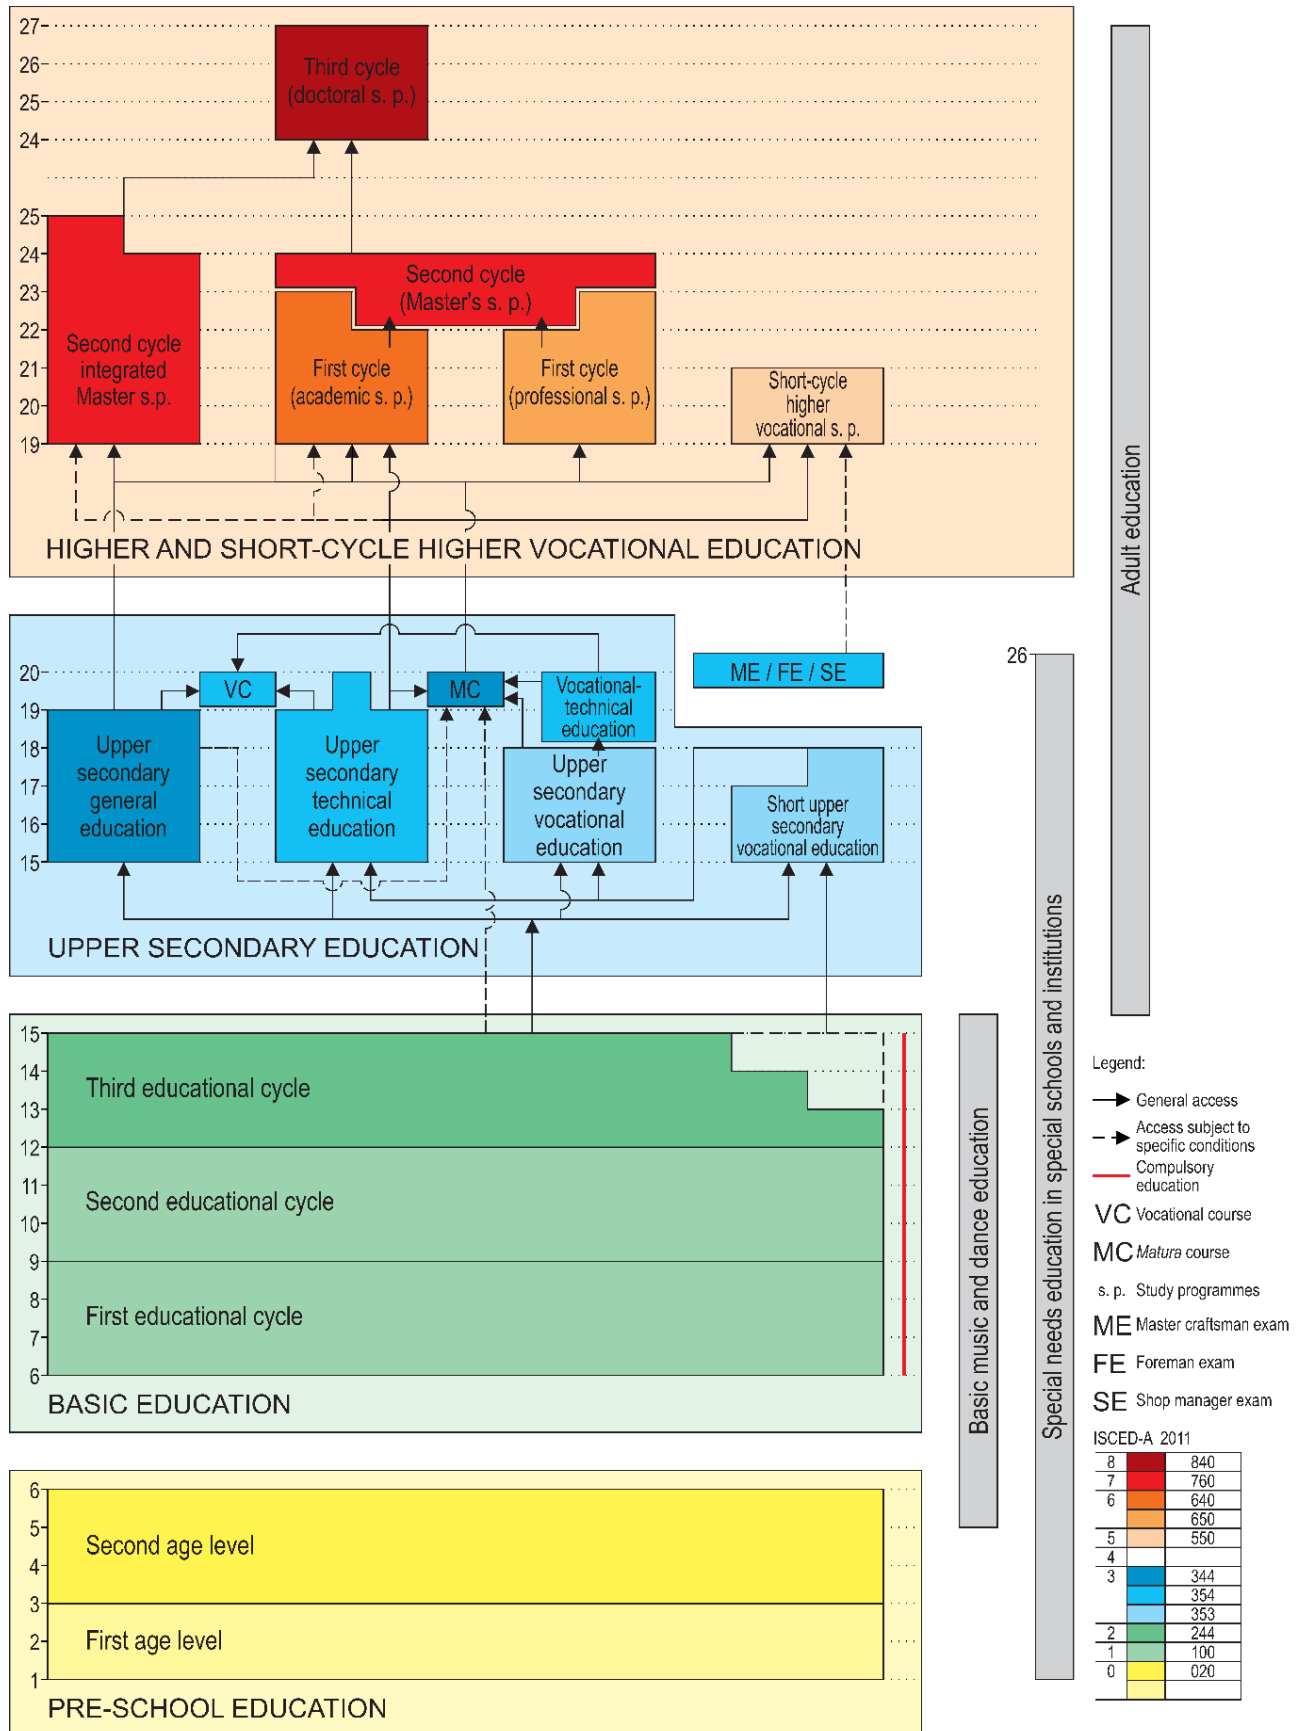 27
26
25
24
25
24
23
22
21
20
19
Third cycle
(doctoral s. p.)
Second cycle
(Master's s. p.)
Second cycle
integrated
Master s.p.
First cycle
(academic s. p.)
First cycle
(professional s. p.)
Short-cycle
higher
vocational s. p.
HIGHER AND SHORT-CYCLE HIGHER VOCATIONAL EDUCATION
Adult education
20
19
18
17
16
15
VC
MC
Vocational-
technical
education
ME / FE / SE
26
Upper
secondary
general
education
Upper
secondary
technical
education
Upper
secondary
vocational
education
Short upper
secondary
vocational education
UPPER SECONDARY EDUCATION
Special needs education in special schools and institutions
15
14
13
12
11
10
9
8
7
6
Third educational cycle
Second educational cycle
First educational cycle
BASIC EDUCATION
Basic music and dance education
6
5
4
3
2
1
Second age level
First age level
PRE-SCHOOL EDUCATION
Legend:
General access
Access subject to
specific conditions
Compulsory
education
VC Vocational course
MC Matura course
s. p. Study programmes
ME Master craftsman exam
FE Foreman exam
SE Shop manager exam
ISCED-A 2011
8 840
7 760
6 640
650
5 550
4
3 344
354
353
2 244
1 100
0 020